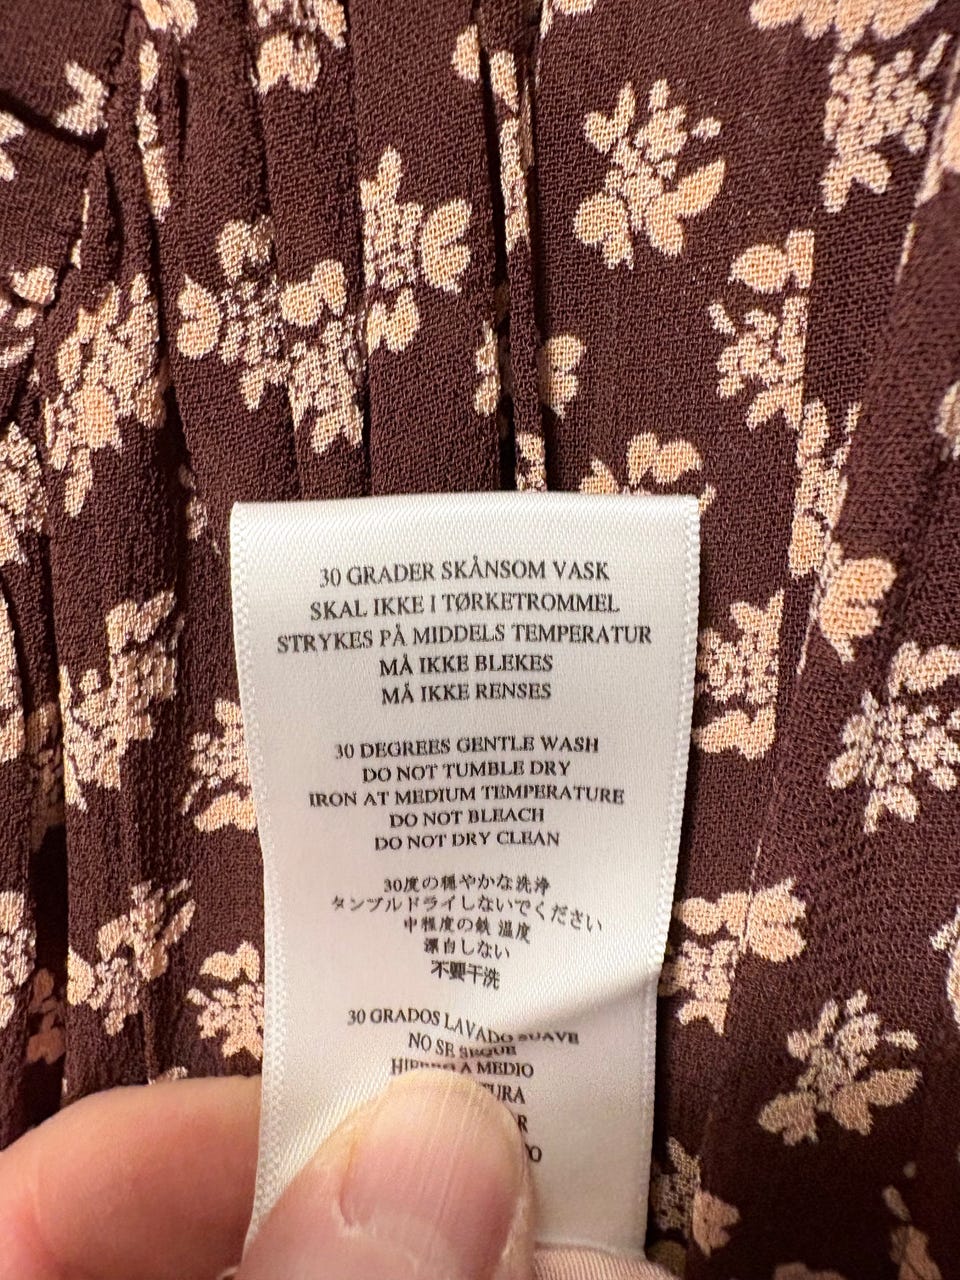 30 GRADER SKÅNSOM VASK
SKAL IKKE I TØRKETROMMEL
STRYKES PÅ MIDDELS TEMPERATUR
MÅ IKKE BLEKES
MÅ IKKE RENSES
30 DEGREES GENTLE WASH
DO NOT TUMBLE DRY
IRON AT MEDIUM TEMPERATURE
DO NOT BLEACH
DO NOT DRY CLEAN
30度の穏やかな洗浄
タンブルドライしないでください
中程度の鉄 温度
漂白しない
不要干洗
30 GRADOS LAVADO SUAVE
NO SE SEQUE
A MEDIO